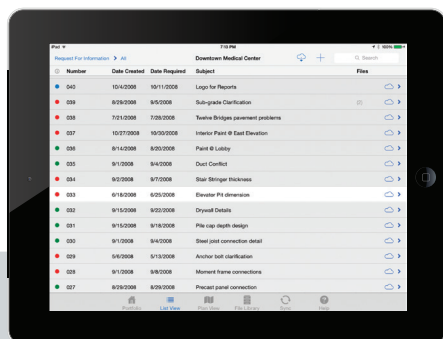 iPad 7:15 PM 100%
Request For Information > All Downtown Medical Center Search
Number Date Created Date Required Subject Files
040 10/4/2008 10/11/2008 Logo for Reports
039 8/29/2008 9/5/2008 Sub-grade Clarification
038 7/21/2008 7/28/2008 Twelve Bridges pavement problems
037 10/27/2008 10/30/2008 Interior Paint @ East Elevation
036 8/14/2008 8/20/2008 Paint @ Lobby
035 9/1/2008 9/4/2008 Duct Conflict
034 9/2/2008 9/7/2008 Stair Stringer thickness
033 6/18/2008 6/25/2008 Elevator Pit dimension
032 9/15/2008 9/22/2008 Drywall Details
031 9/15/2008 9/18/2008 Pile cap depth design
030 9/1/2008 9/4/2008 Steel joist connection detail
029 5/6/2008 5/13/2008 Anchor bolt clarification
028 9/1/2008 9/8/2008 Moment frame connections
027 8/29/2008 8/29/2008 Precast panel connection
Portfolio List View Plan View File Library Sync Help